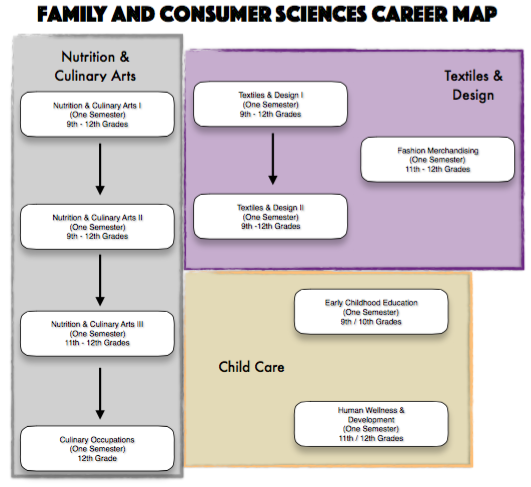 FAMILY AND CONSUMER SCIENCES CAREER MAP
Nutrition &
Culinary Arts
Nutrition & Culinary Arts I
(One Semester)
9th - 12th Grades
Nutrition & Culinary Arts II
(One Semester)
9th - 12th Grades
Nutrition & Culinary Arts III
(One Semester)
11th - 12th Grades
Culinary Occupations
(One Semester)
12th Grade
Textiles &
Design
Textiles & Design I
(One Semester)
9th - 12th Grades
Textiles & Design II
(One Semester)
9th -12th Grades
Fashion Merchandising
(One Semester)
11th - 12th Grades
Child Care
Early Childhood Education
(One Semester)
9th / 10th Grades
Human Wellness &
Development
(One Semester)
11th / 12th Grades